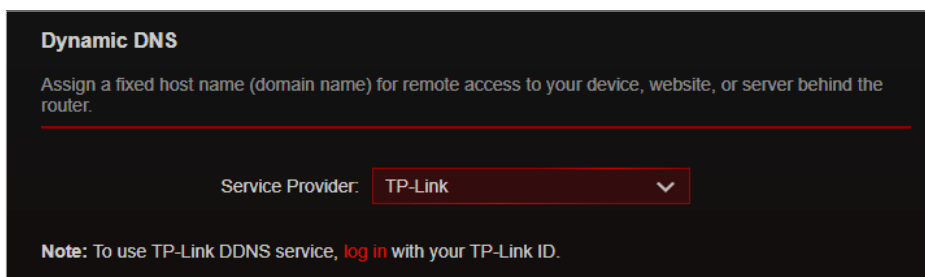 Dynamic DNS
Assign a fixed host name (domain name) for remote access to your device, website, or server behind the
router.
Service Provider: TP-Link
Note: To use TP-Link DDNS service, log in with your TP-Link ID.